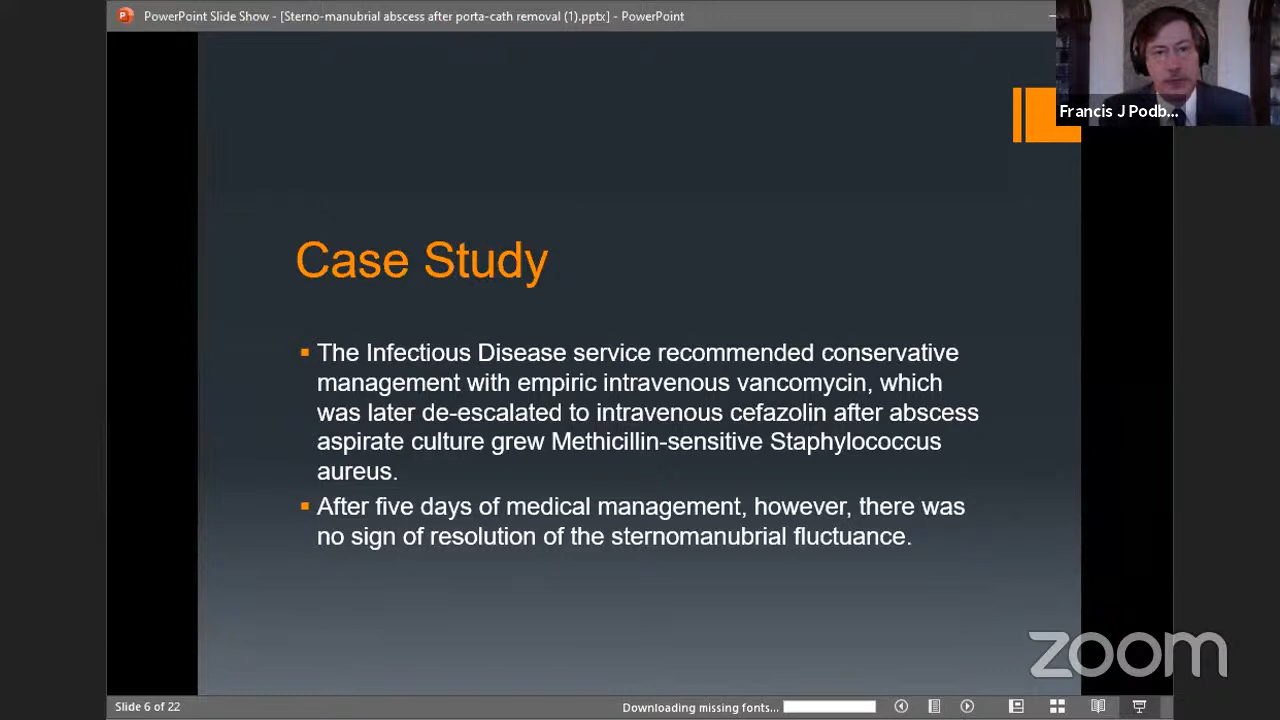 PowerPoint Slide Show - [Sterno-manubrial abscess after porta-cath removal (1).pptx] - PowerPoint
Francis J Podb...
Case Study
The Infectious Disease service recommended conservative
management with empiric intravenous vancomycin, which
was later de-escalated to intravenous cefazolin after abscess
aspirate culture grew Methicillin-sensitive Staphylococcus
aureus.
After five days of medical management, however, there was
no sign of resolution of the sternomanubrial fluctuance.
zoom
Slide 6 of 22
Downloading missing fonts...